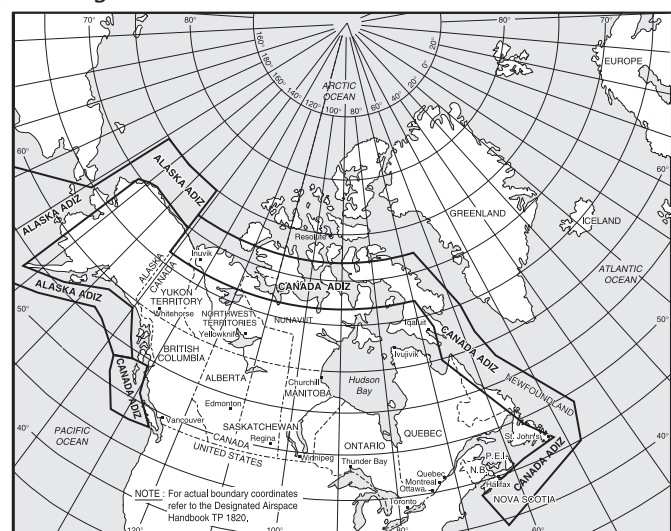 70°
160°
180°
160°
140°
120°
100°
80°
60°
40°
20°
0°
20°
70°
EUROPE
80°
80°
ARCTIC
OCEAN
60°
60°
ALASKA ADIZ
ALASKA ADIZ
GREENLAND
ICELAND
Resolute
Inuvik
ALASKA
CANADA
ATLANTIC
OCEAN
ALASKA ADIZ
CANADA ADIZ
YUKON
TERRITORY
Whitehorse
NORTHWEST
TERRITORIES
Yellowknife
NUNAVUT
Iqaluit
CANADA ADIZ
50°
50°
BRITISH
COLUMBIA
Ivujivik
CANADA ADIZ
ALBERTA
Churchill
MANITOBA
Hudson
Bay
NEWFOUNDLAND
Edmonton
PACIFIC
OCEAN
Vancouver
SASKATCHEWAN
Regina
CANADA
UNITED STATES
Winnipeg
ONTARIO
Thunder Bay
QUEBEC
St. John's
40°
40°
P.E.I.
N.B.
CANADA ADIZ
Quebec
Montreal
Ottawa
Toronto
Halifax
NOVA SCOTIA
NOTE : For actual boundary coordinates
refer to the Designated Airspace
Handbook TP 1820,
120°
100°
80°
60°